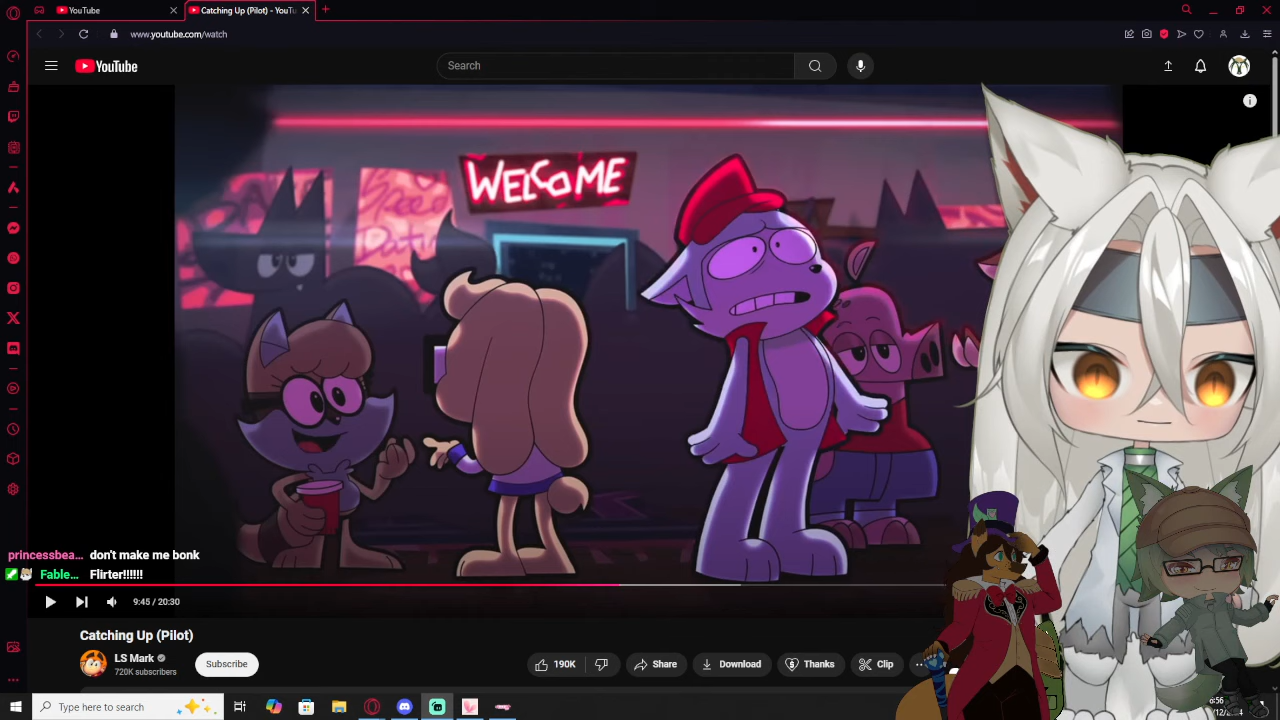 YouTube
Catching Up (Pilot) - YouTu
www.youtube.com/watch
YouTube
Search
WELCOME
Speed
princessbea... don't make me bonk
Fable... Flirter!!!!!!
9:45 / 20:30
Catching Up (Pilot)
LS Mark
720K subscribers
Subscribe
190K
Share
Download
Thanks
Clip
Type here to search